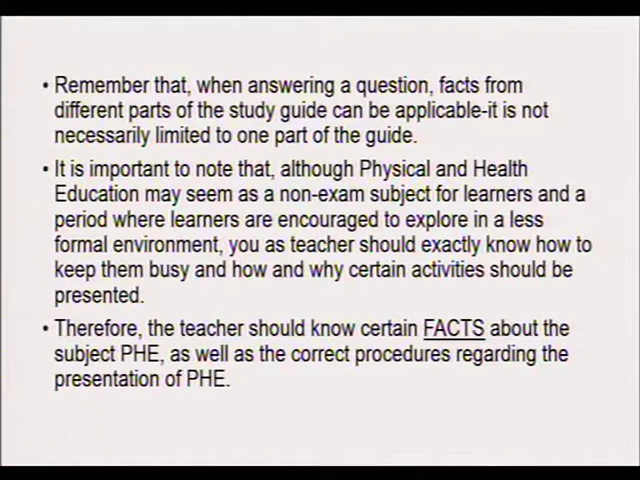 • Remember that, when answering a question, facts from
different parts of the study guide can be applicable-it is not
necessarily limited to one part of the guide.
• It is important to note that, although Physical and Health
Education may seem as a non-exam subject for learners and a
period where learners are encouraged to explore in a less
formal environment, you as teacher should exactly know how to
keep them busy and how and why certain activities should be
presented.
• Therefore, the teacher should know certain FACTS about the
subject PHE, as well as the correct procedures regarding the
presentation of PHE.